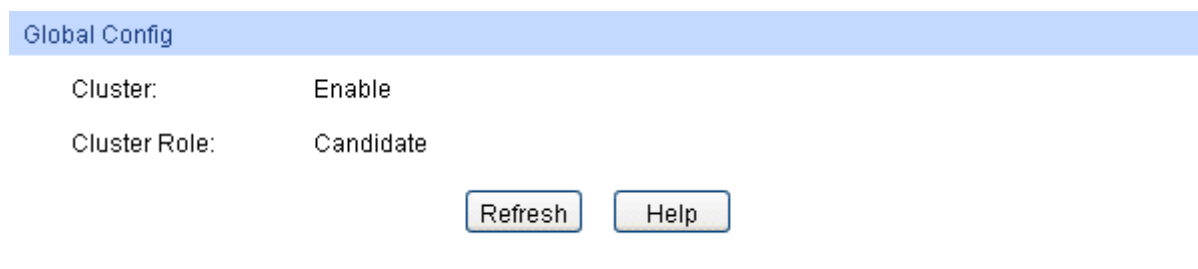 Global Config
Cluster: Enable
Cluster Role: Candidate
Refresh Help